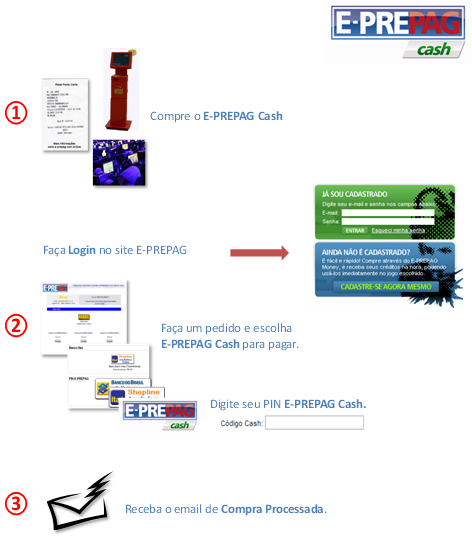 E-PREPAG
cash
1
Compre o E-PREPAG Cash
JÁ SOU CADASTRADO
Digite seu e-mail e senha nos campos abaixo:
E-mail:
Senha:
ENTRAR Esqueci minha senha
Faça Login no site E-PREPAG
AINDA NÃO É CADASTRADO?
E fácil e rápido! Compre através do E-PREPAG
Money, e receba seus créditos na hora, podendo
usá-los imediatamente no jogo escolhido.
CADASTRE-SE AGORA MESMO
2
Faça um pedido e escolha
E-PREPAG Cash para pagar.
E-PREPAG
Shopline
BANCO DO BRASIL
Shopline
E-PREPAG
cash
Digite seu PIN E-PREPAG Cash.
Código Cash:
3
Receba o email de Compra Processada.